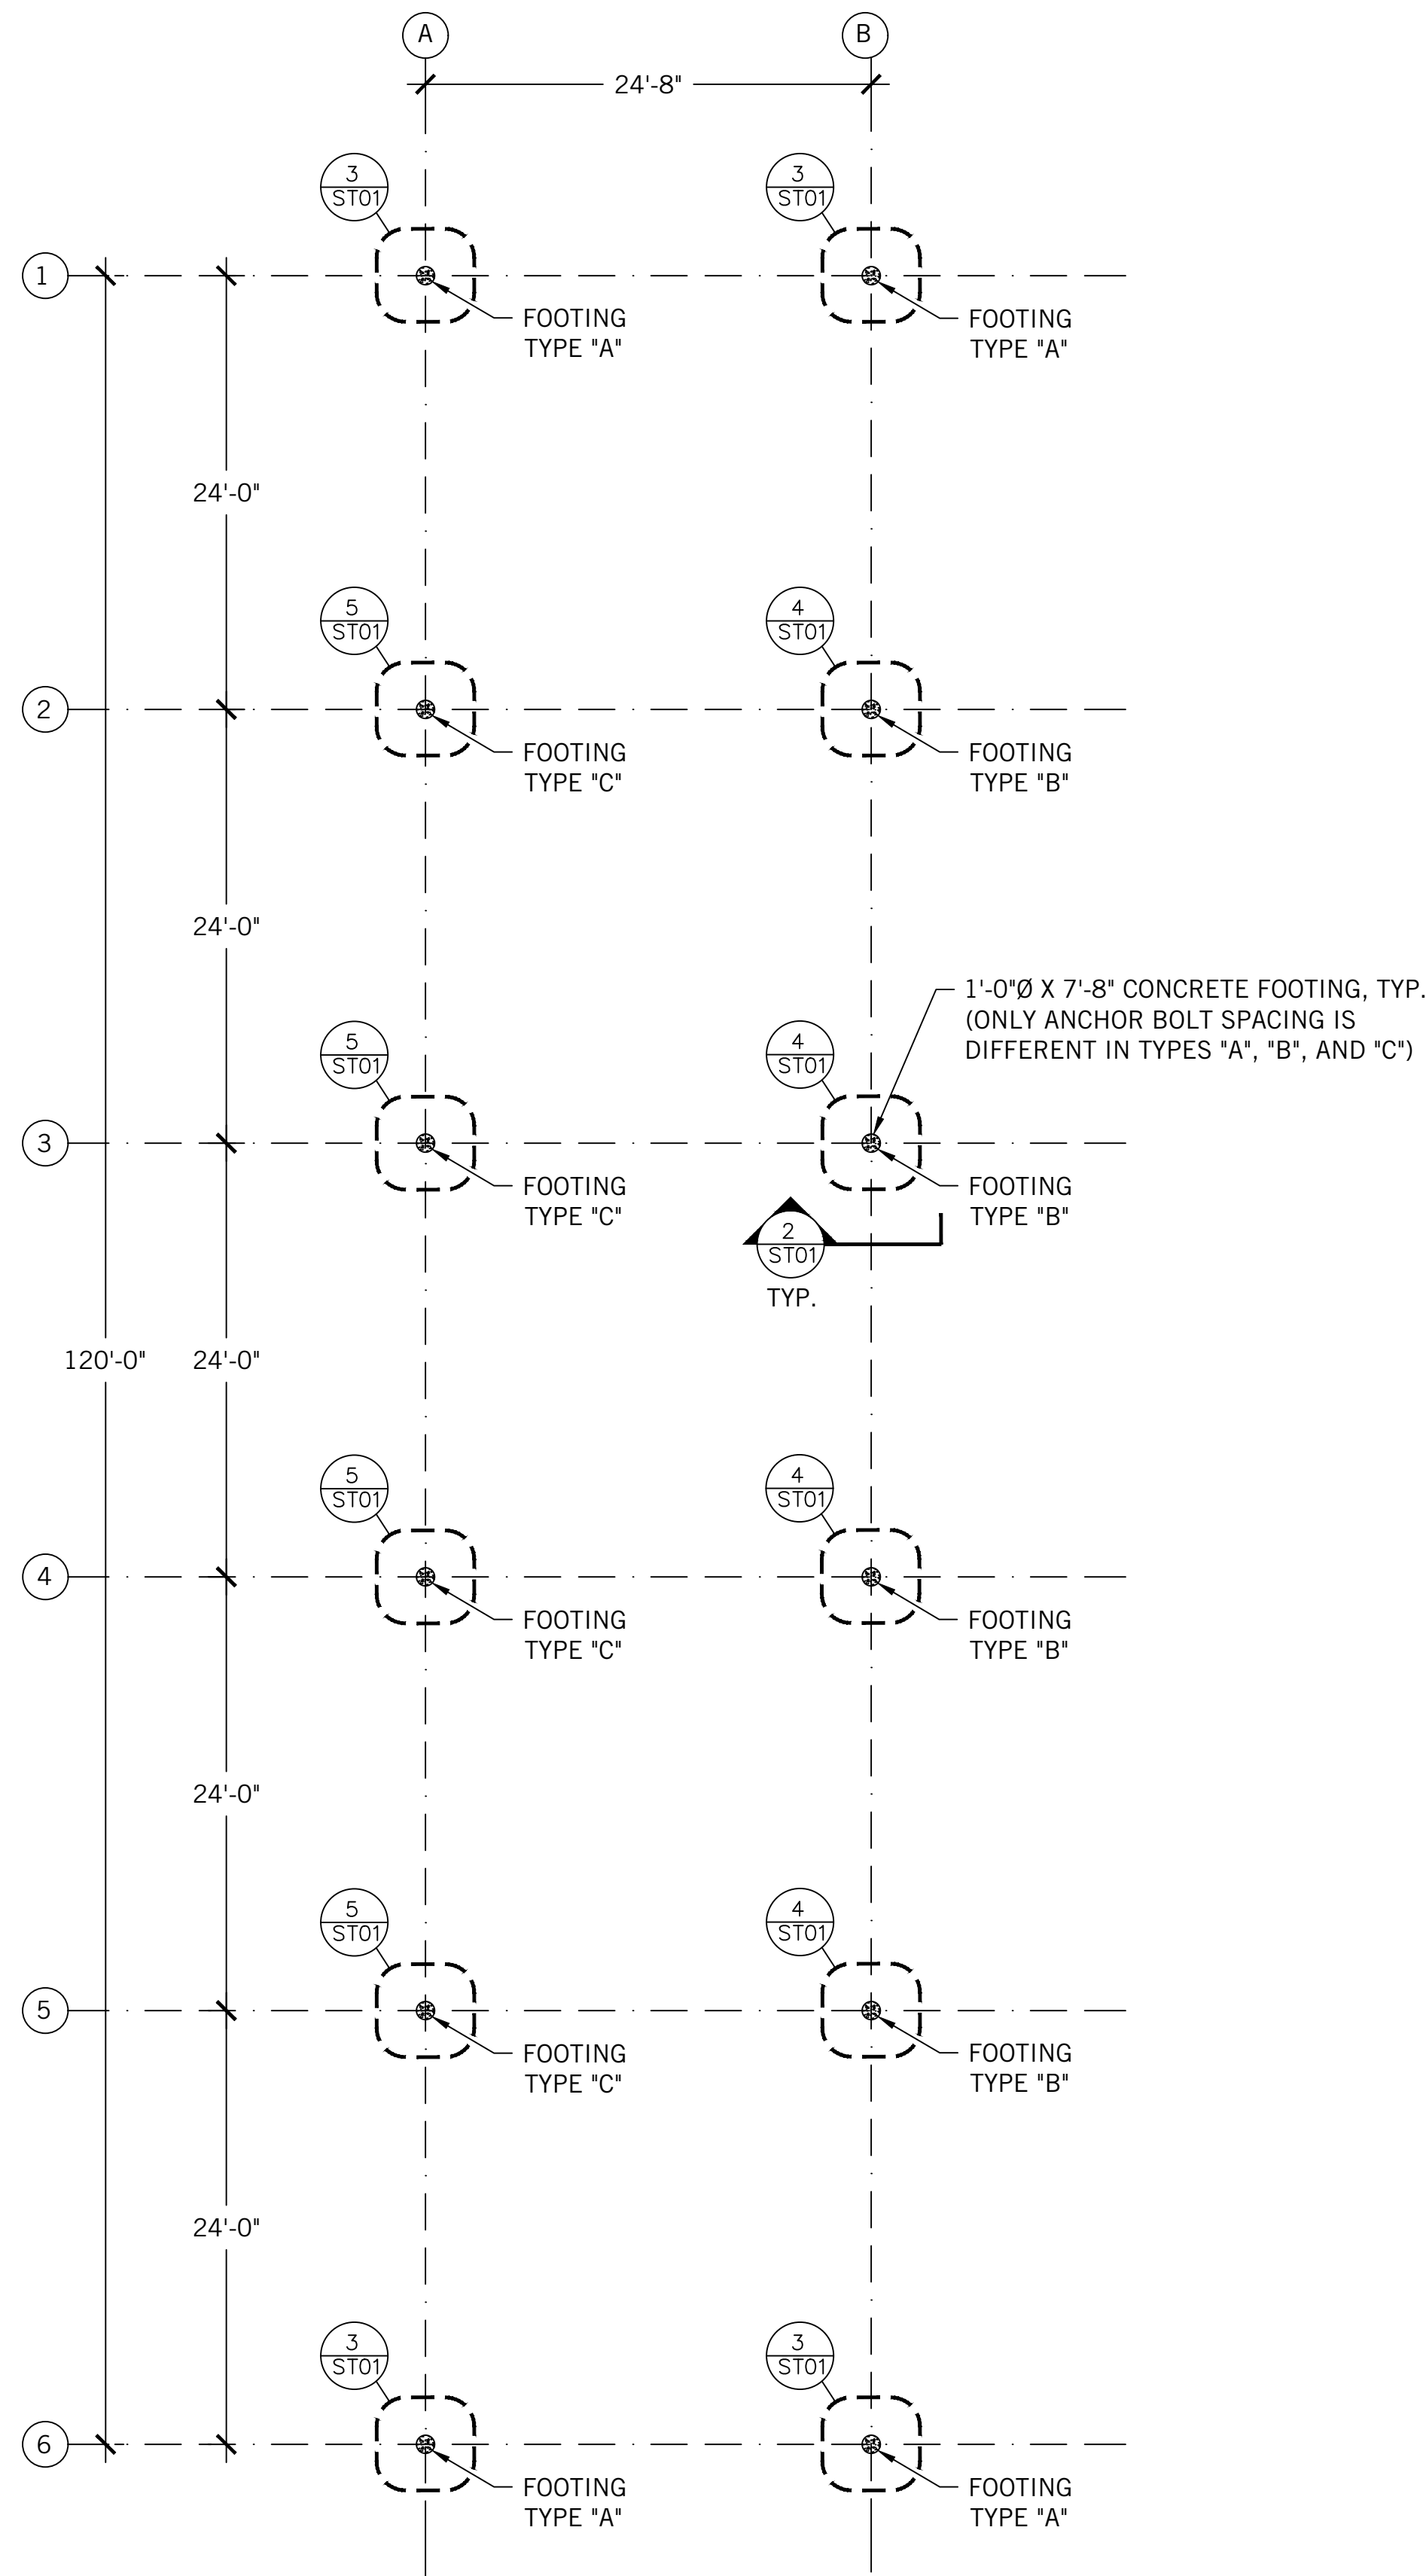 A
B
24'-8"
3
ST01
3
ST01
1
FOOTING
TYPE "A"
FOOTING
TYPE "A"
24'-0"
5
ST01
4
ST01
2
FOOTING
TYPE "C"
FOOTING
TYPE "B"
24'-0"
1'-0"Ø X 7'-8" CONCRETE FOOTING, TYP.
(ONLY ANCHOR BOLT SPACING IS
DIFFERENT IN TYPES "A", "B", AND "C")
5
ST01
4
ST01
3
FOOTING
TYPE "C"
FOOTING
TYPE "B"
2
ST01
TYP.
120'-0"
24'-0"
5
ST01
4
ST01
4
FOOTING
TYPE "C"
FOOTING
TYPE "B"
24'-0"
5
ST01
4
ST01
5
FOOTING
TYPE "C"
FOOTING
TYPE "B"
24'-0"
3
ST01
3
ST01
6
FOOTING
TYPE "A"
FOOTING
TYPE "A"